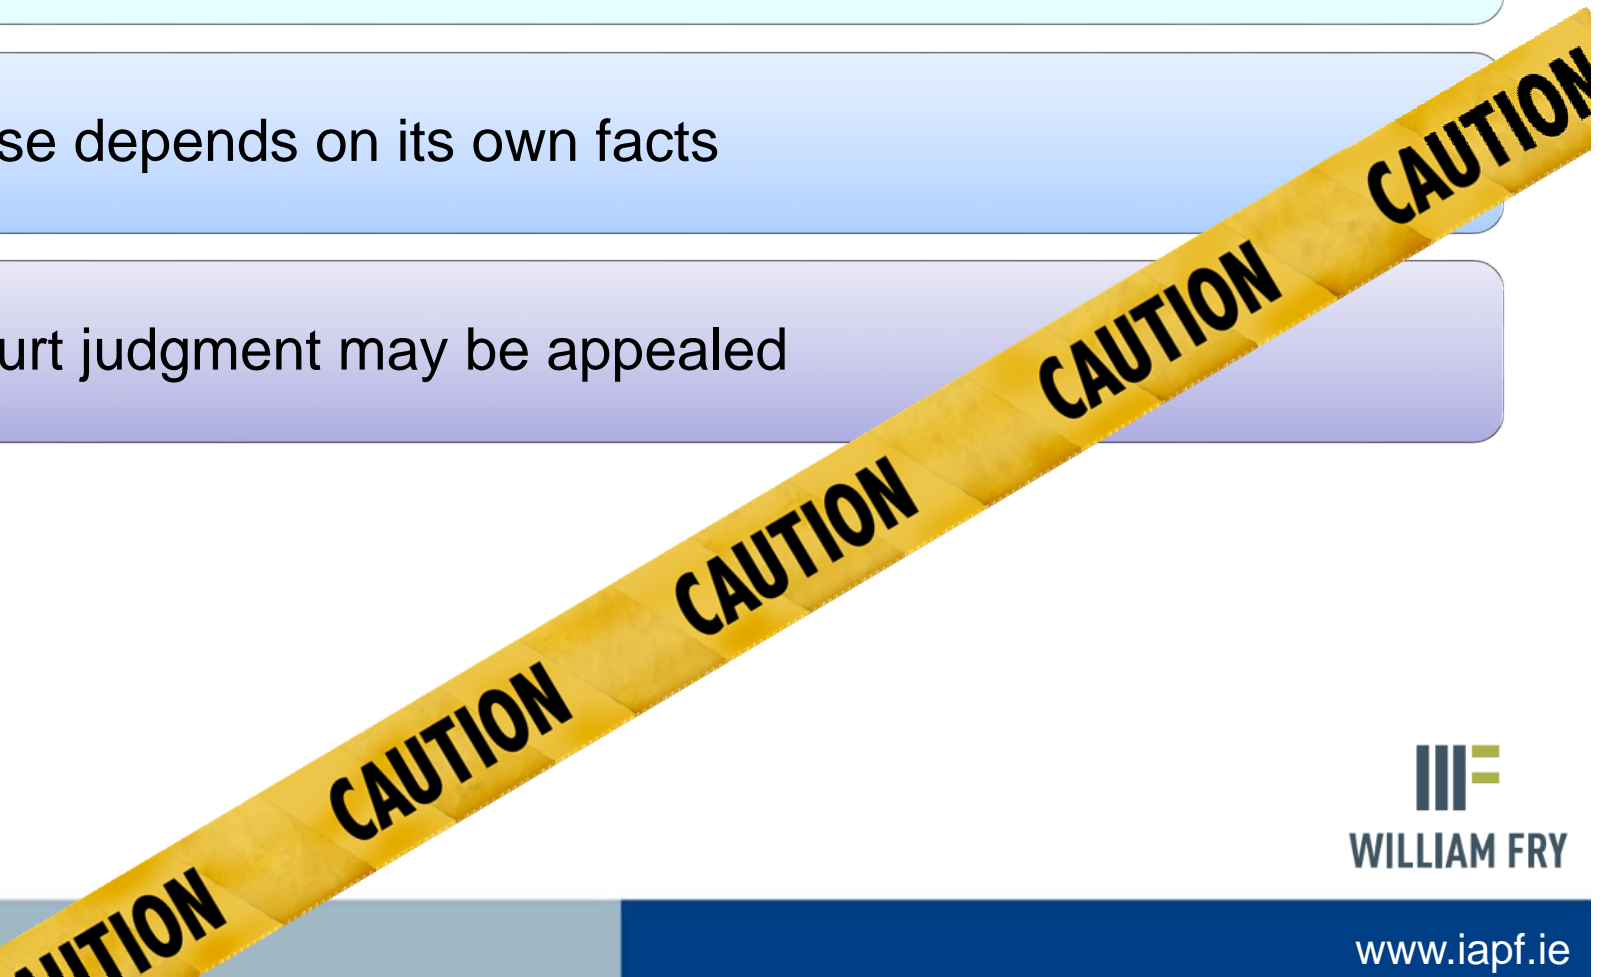 se depends on its own facts
urt judgment may be appealed
CAUTION
CAUTION
CAUTION
CAUTION
AUTION
WILLIAM FRY
www.iapf.ie